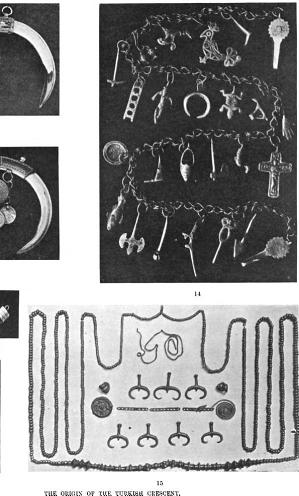 14
15
THE ORIGIN OF THE TURKISH CRESCENT.